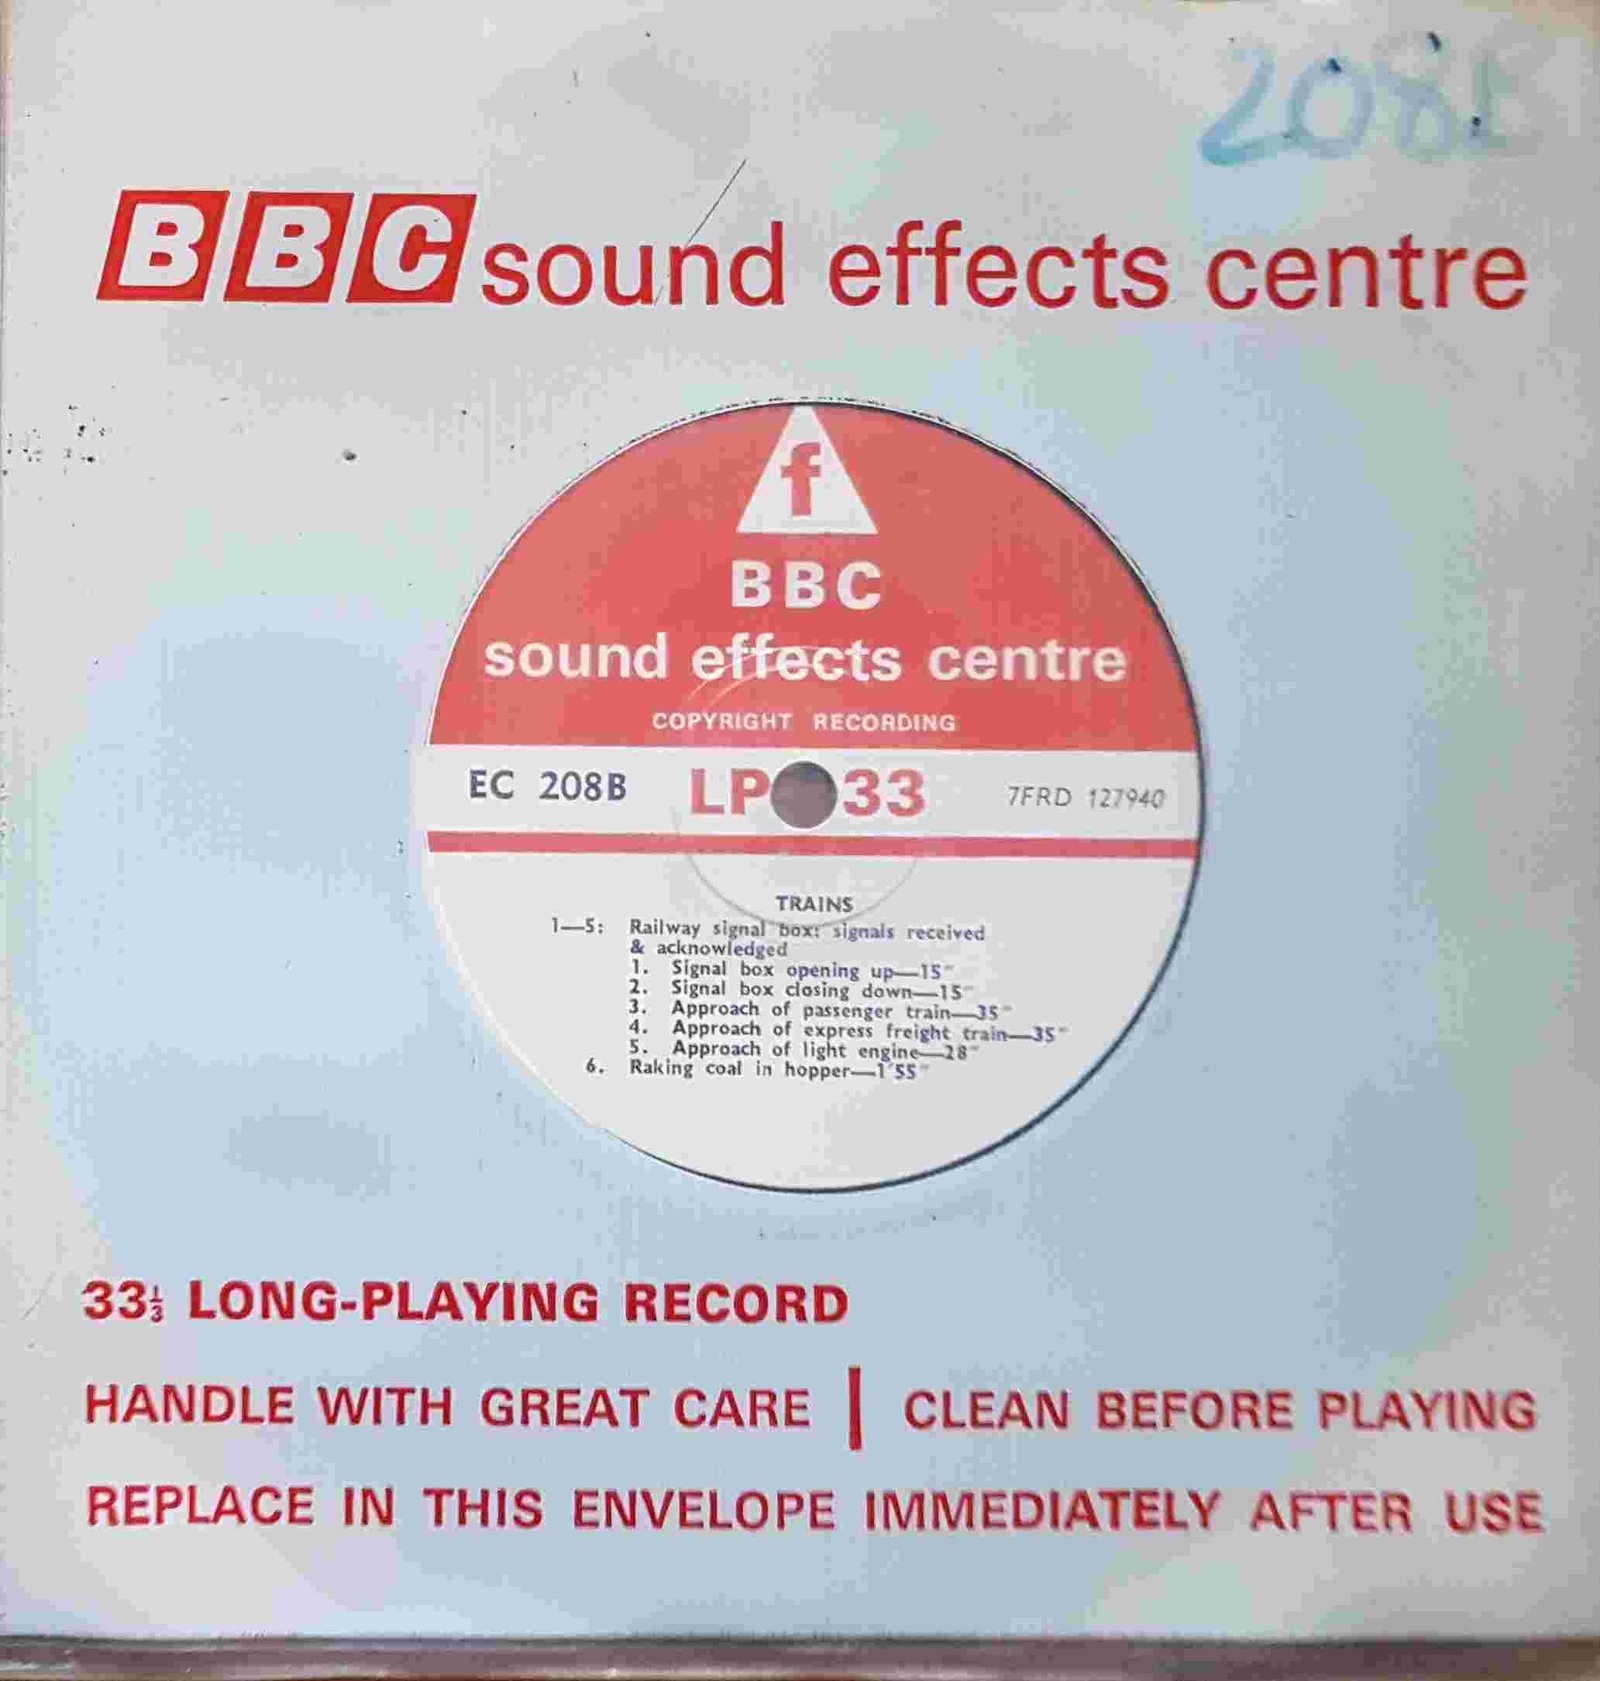 208
BBC sound effects centre
f
BBC
sound effects centre
COPYRIGHT RECORDING
EC 208B LP 33 7FRD 127940
TRAINS
1—5: Railway signal box: signals received
& acknowledged
1. Signal box opening up—15"
2. Signal box closing down—15"
3. Approach of passenger train—35"
4. Approach of express freight train—35"
5. Approach of light engine—28"
6. Raking coal in hopper—1'55"
33⅓ LONG-PLAYING RECORD
HANDLE WITH GREAT CARE | CLEAN BEFORE PLAYING
REPLACE IN THIS ENVELOPE IMMEDIATELY AFTER USE